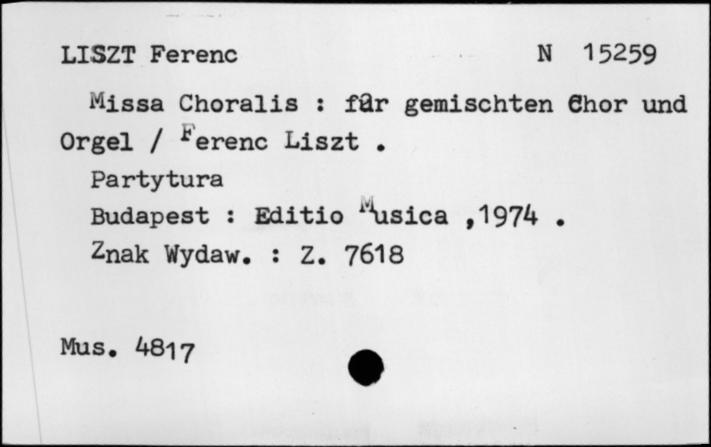 LISZT Ferenc N 15259
Missa Choralis : für gemischten Chor und
Orgel / Ferenc Liszt .
Partytura
Budapest : Editio Musica ,1974 .
Znak Wydaw. : Z. 7618
Mus. 4817